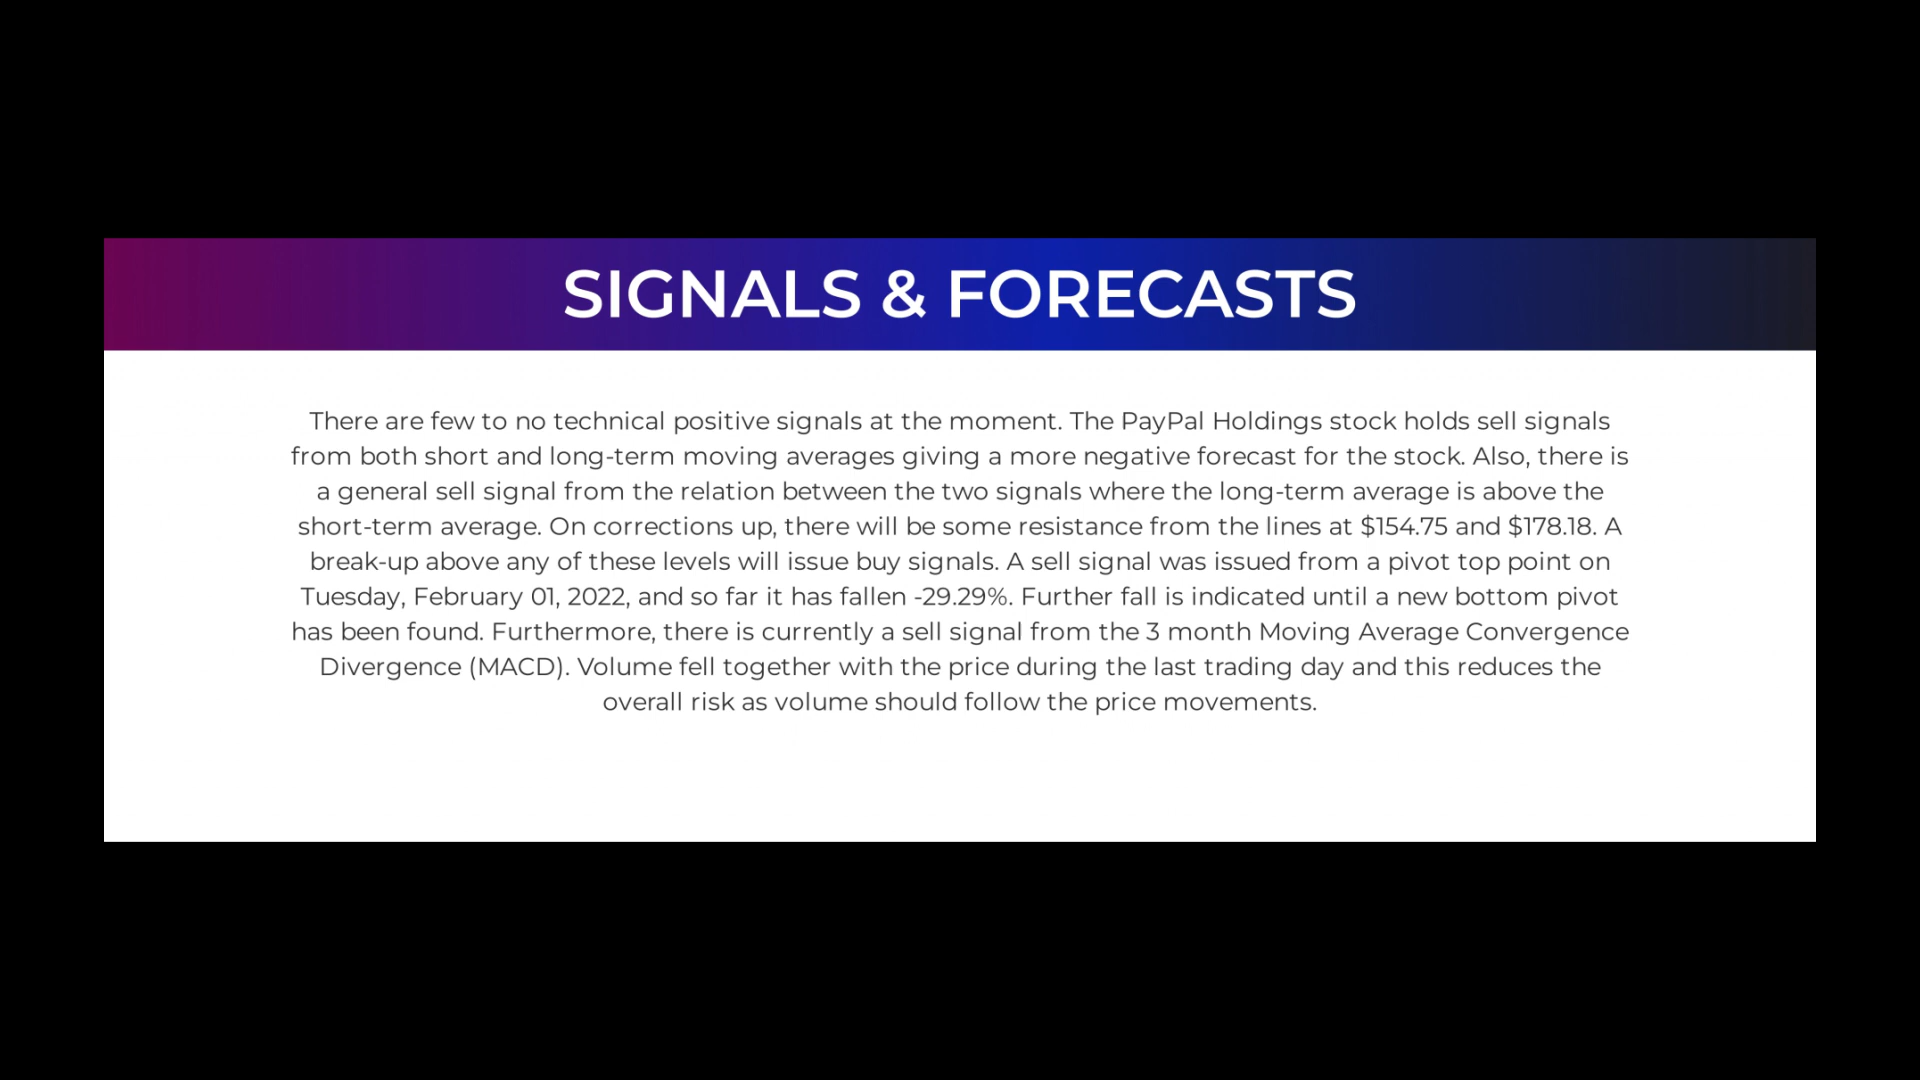 SIGNALS & FORECASTS
There are few to no technical positive signals at the moment. The PayPal Holdings stock holds sell signals
from both short and long-term moving averages giving a more negative forecast for the stock. Also, there is
a general sell signal from the relation between the two signals where the long-term average is above the
short-term average. On corrections up, there will be some resistance from the lines at $154.75 and $178.18. A
break-up above any of these levels will issue buy signals. A sell signal was issued from a pivot top point on
Tuesday, February 01, 2022, and so far it has fallen -29.29%. Further fall is indicated until a new bottom pivot
has been found. Furthermore, there is currently a sell signal from the 3 month Moving Average Convergence
Divergence (MACD). Volume fell together with the price during the last trading day and this reduces the
overall risk as volume should follow the price movements.